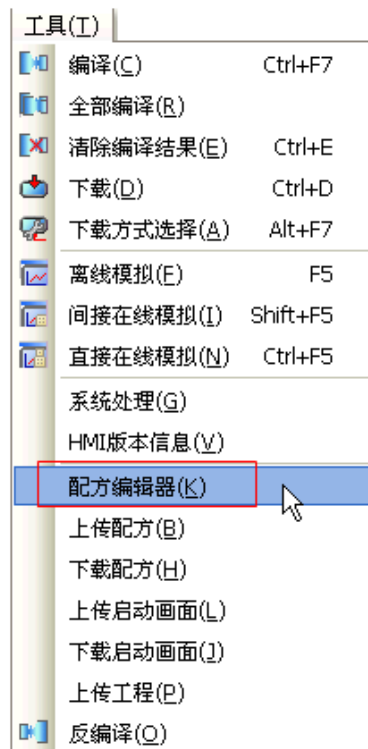 工具(T)
编译(C) Ctrl+F7
全部编译(R)
清除编译结果(E) Ctrl+E
下载(D) Ctrl+D
下载方式选择(A) Alt+F7
离线模拟(F) F5
间接在线模拟(I) Shift+F5
直接在线模拟(N) Ctrl+F5
系统处理(G)
HMI版本信息(V)
配方编辑器(K)
上传配方(B)
下载配方(H)
上传启动画面(L)
下载启动画面(J)
上传工程(P)
反编译(O)